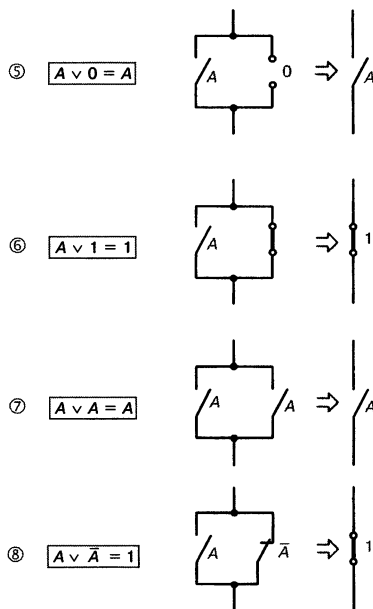 ⑤ A ∨ 0 = A A 0 ⇒ A
⑥ A ∨ 1 = 1 A ⇒ 1
⑦ A ∨ A = A A A ⇒ A
⑧ A ∨ A̅ = 1 A A̅ ⇒ 1